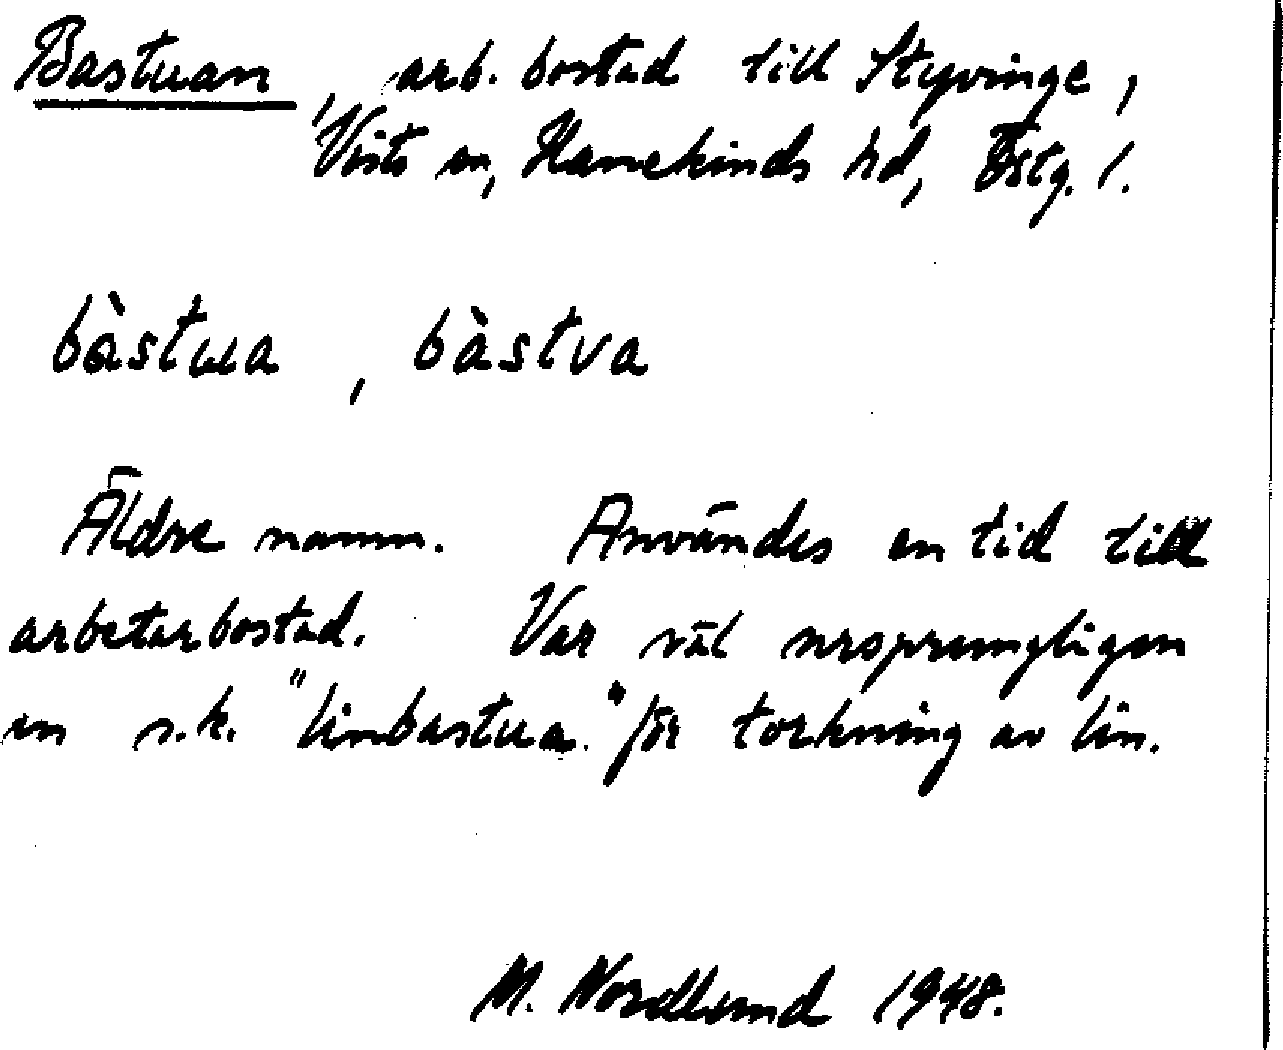 Bastuan, arb. bostad till Styvinge,
Vists sn, Hanekinds hd, Östg. l.
bàstua, bàstva
Äldre namn. Användes en tid till
arbetarbostad. Var väl ursprungligen
en s.k. "linbastua" för torkning av lin.
M. Nordlund 1948.